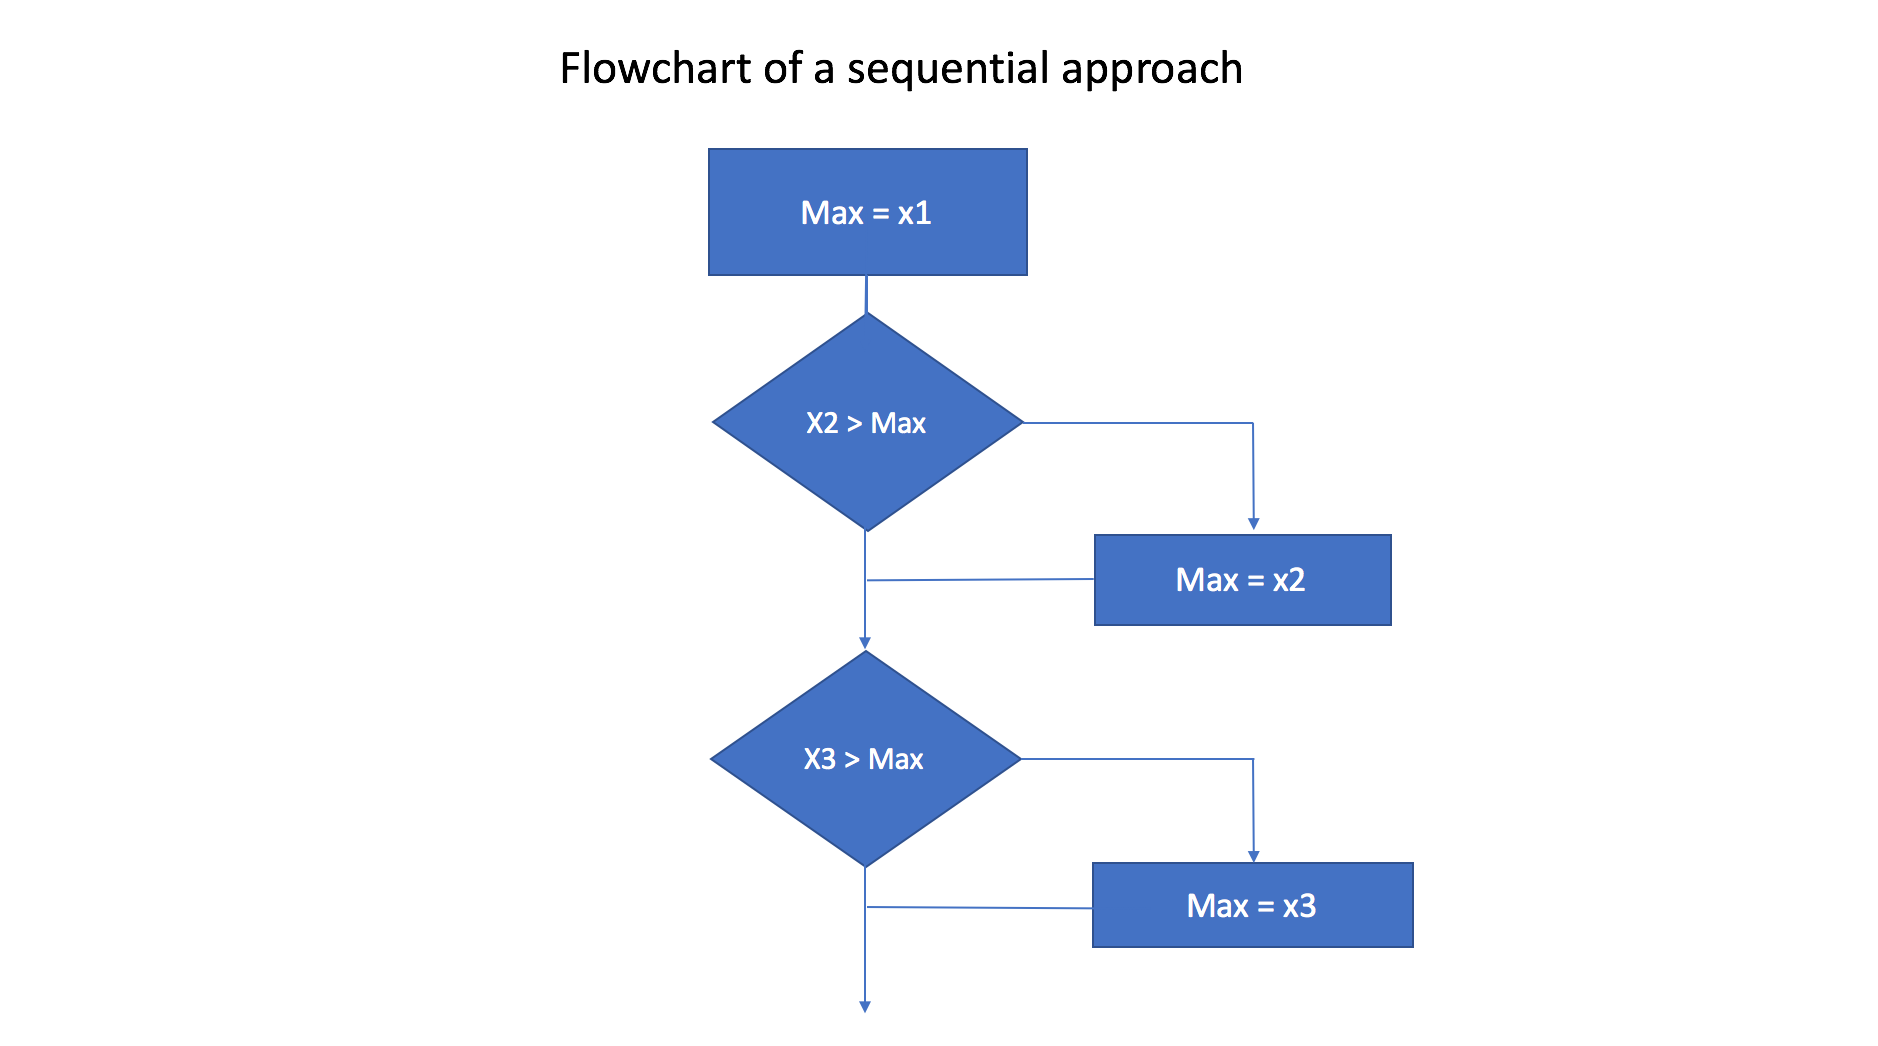 Flowchart of a sequential approach
Max = x1
X2 > Max
Max = x2
X3 > Max
Max = x3